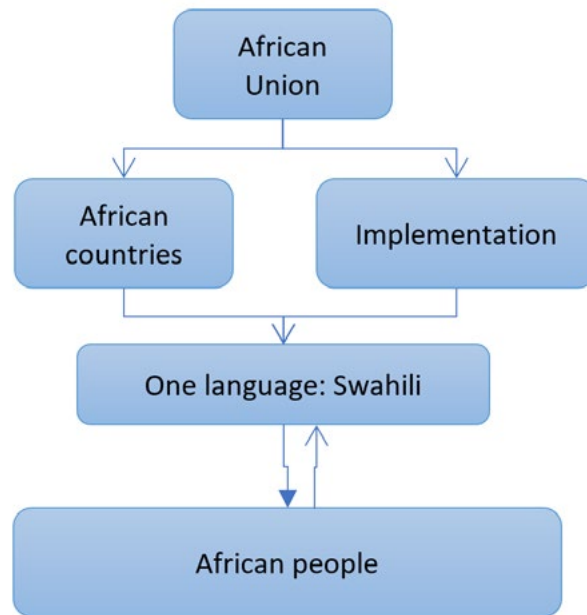 African
Union
African
countries
Implementation
One language: Swahili
African people